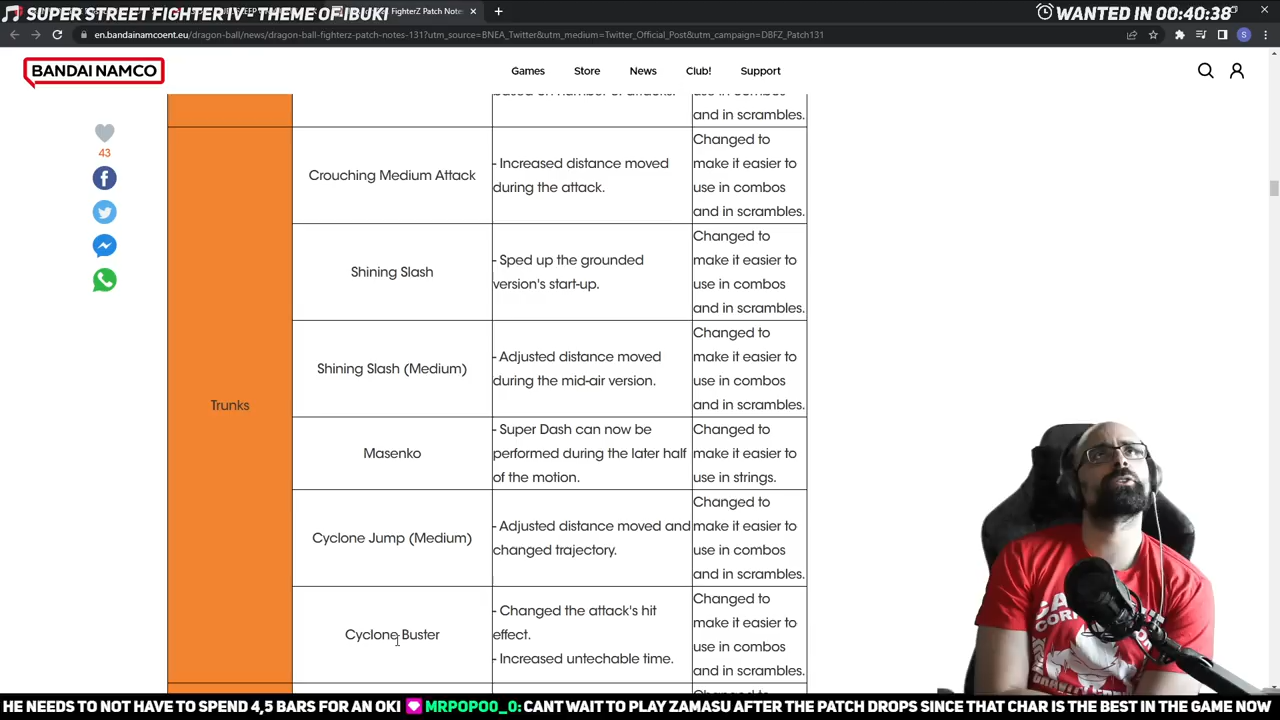 SUPER STREET FIGHTER IV - THEME OF IBUKI
FighterZ Patch Note
WANTED IN 00:40:38
en.bandainamcoent.eu/dragon-ball/news/dragon-ball-fighterz-patch-notes-131?utm_source=BNEA_Twitter&utm_medium=Twitter_Official_Post&utm_campaign=DBFZ_Patch131
S
BANDAI NAMCO
Games
Store
News
Club!
Support
43
and in scrambles.
Trunks
Crouching Medium Attack
- Increased distance moved
during the attack.
Changed to
make it easier to
use in combos
and in scrambles.
Shining Slash
- Sped up the grounded
version's start-up.
Changed to
make it easier to
use in combos
and in scrambles.
Shining Slash (Medium)
- Adjusted distance moved
during the mid-air version.
Changed to
make it easier to
use in combos
and in scrambles.
Masenko
- Super Dash can now be
performed during the later half
of the motion.
Changed to
make it easier to
use in strings.
Cyclone Jump (Medium)
- Adjusted distance moved and
changed trajectory.
Changed to
make it easier to
use in combos
and in scrambles.
Cyclone Buster
- Changed the attack's hit
effect.
- Increased untechable time.
Changed to
make it easier to
use in combos
and in scrambles.
HE NEEDS TO NOT HAVE TO SPEND 4,5 BARS FOR AN OKI MRPOPOO_0: CANT WAIT TO PLAY ZAMASU AFTER THE PATCH DROPS SINCE THAT CHAR IS THE BEST IN THE GAME NOW